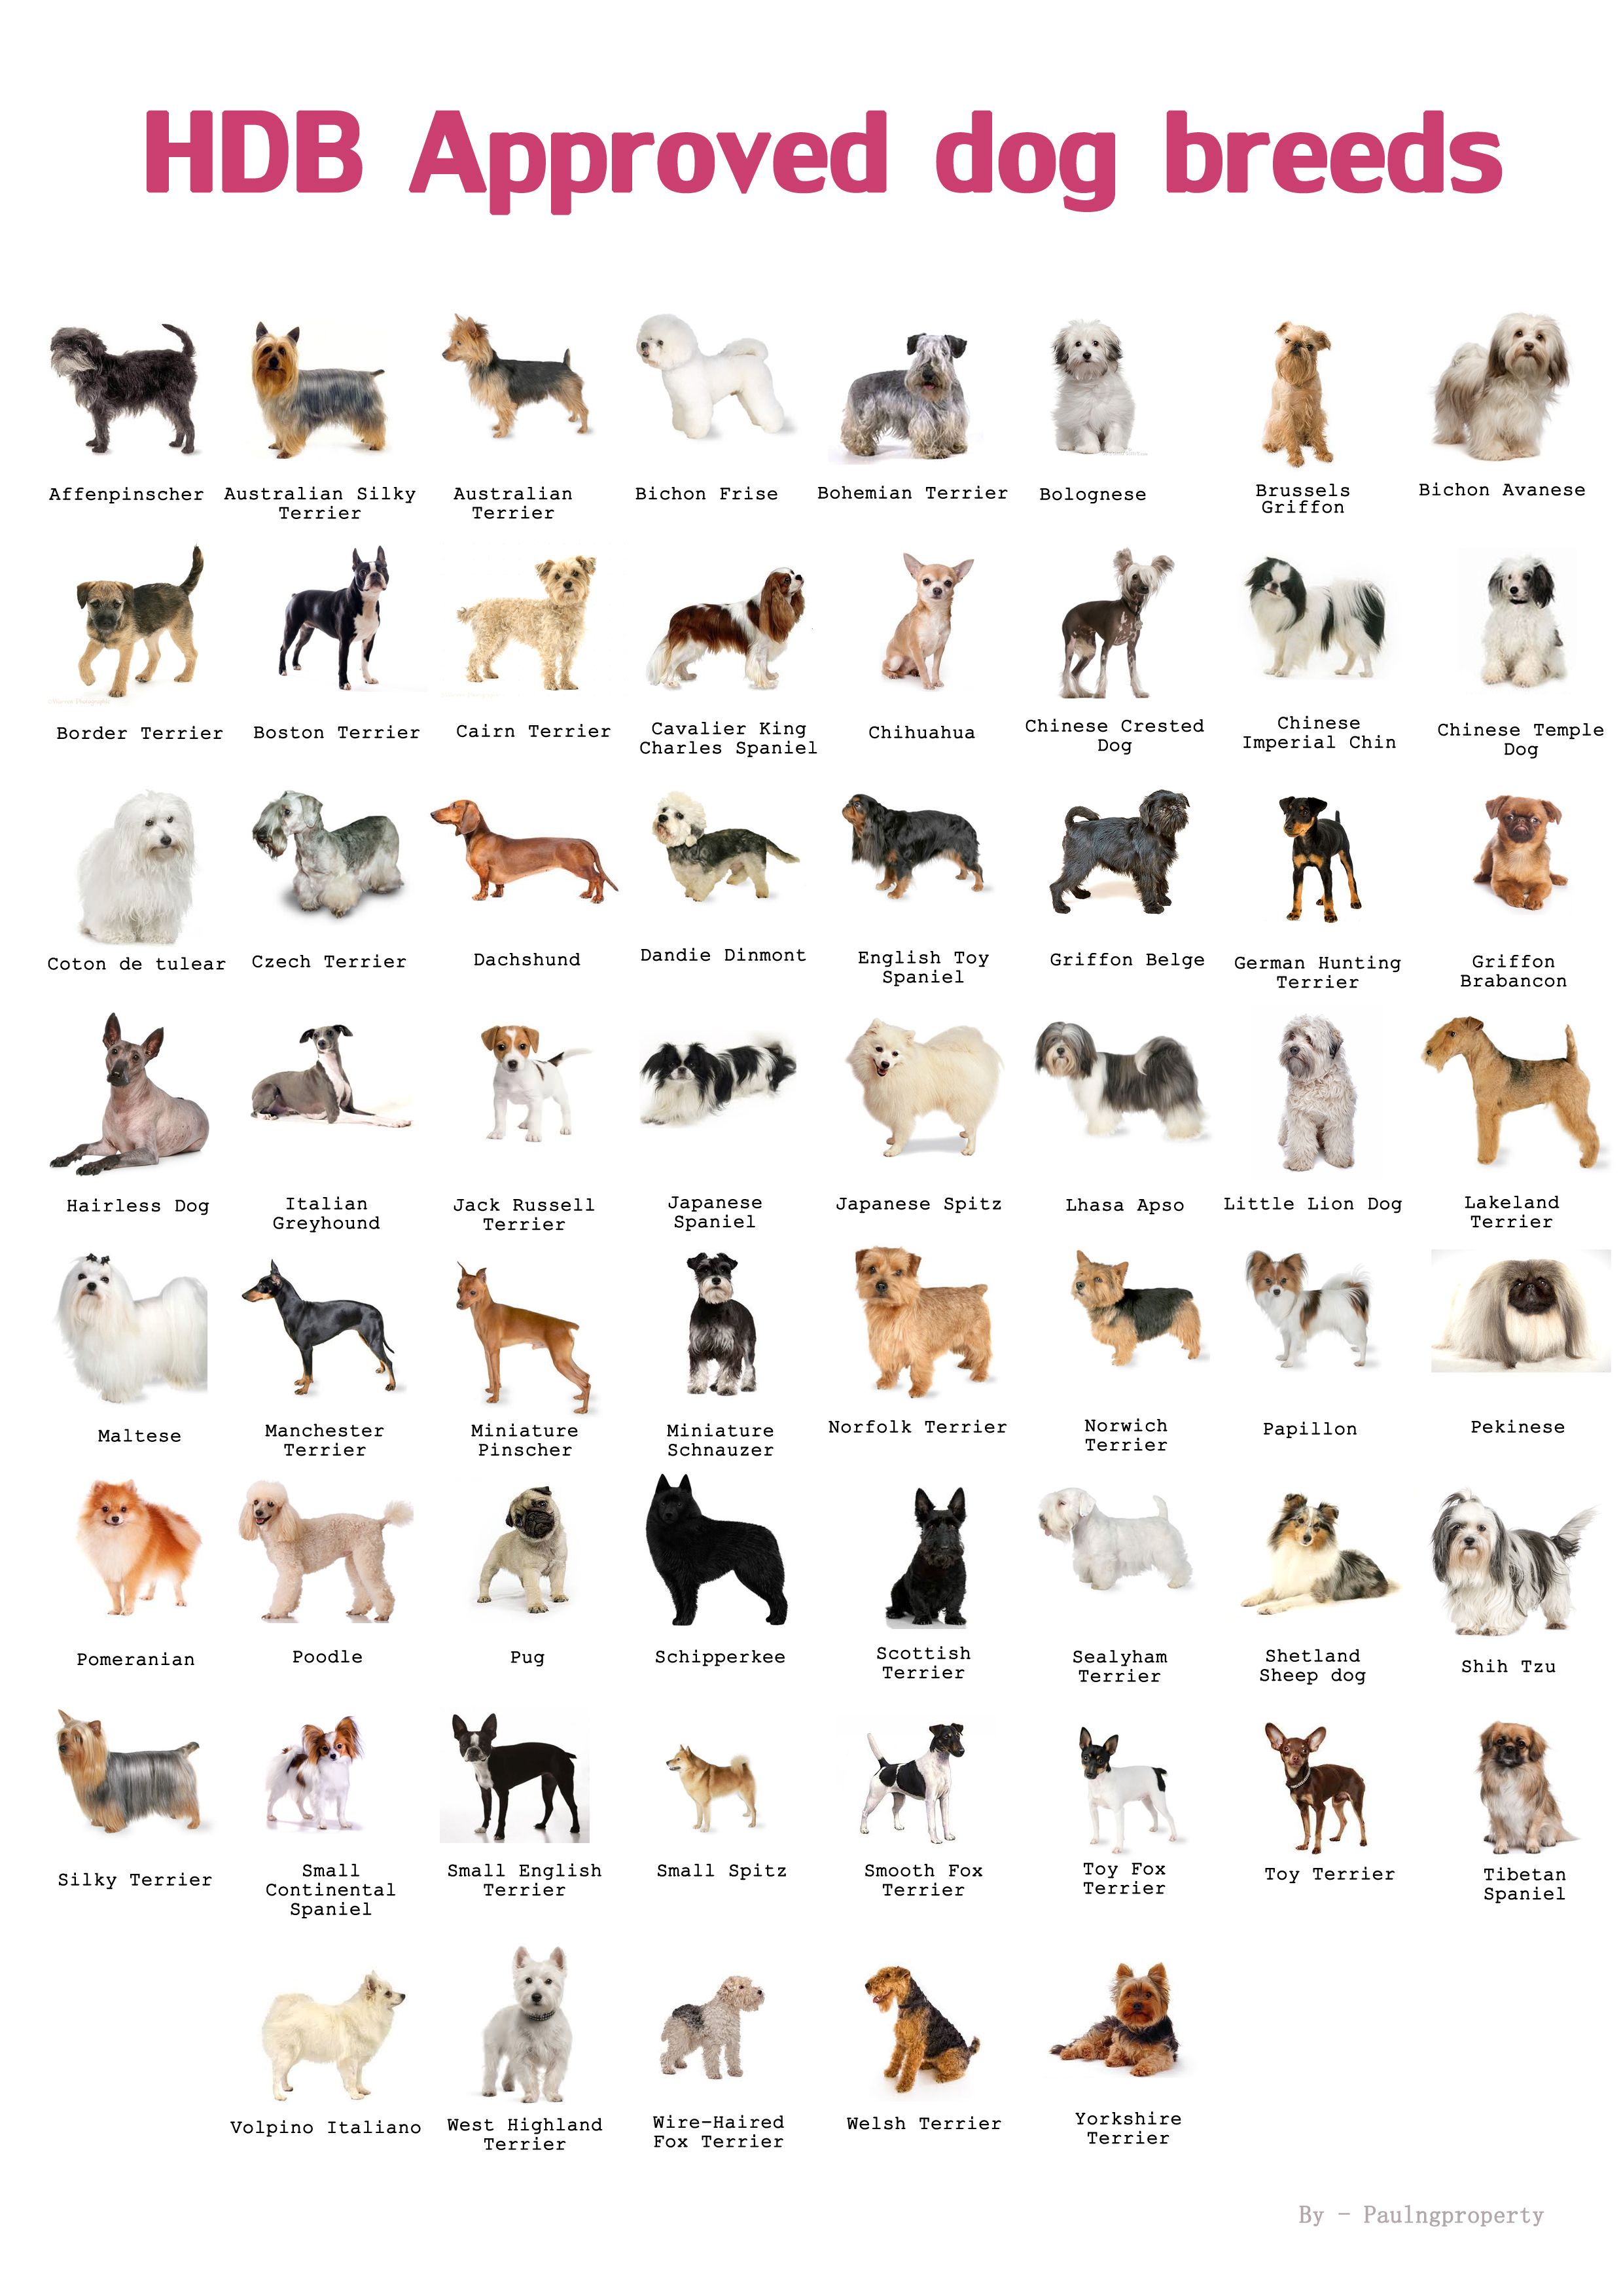 HDB Approved dog breeds
Affenpinscher
Australian Silky
Terrier
Australian
Terrier
Bichon Frise
Bohemian Terrier
Bolognese
Brussels
Griffon
Bichon Avanese
Border Terrier
Boston Terrier
Cairn Terrier
Cavalier King
Charles Spaniel
Chihuahua
Chinese Crested
Dog
Chinese
Imperial Chin
Chinese Temple
Dog
Coton de tulear
Czech Terrier
Dachshund
Dandie Dinmont
English Toy
Spaniel
Griffon Belge
German Hunting
Terrier
Griffon
Brabancon
Hairless Dog
Italian
Greyhound
Jack Russell
Terrier
Japanese
Spaniel
Japanese Spitz
Lhasa Apso
Little Lion Dog
Lakeland
Terrier
Maltese
Manchester
Terrier
Miniature
Pinscher
Miniature
Schnauzer
Norfolk Terrier
Norwich
Terrier
Papillon
Pekinese
Pomeranian
Poodle
Pug
Schipperkee
Scottish
Terrier
Sealyham
Terrier
Shetland
Sheep dog
Shih Tzu
Silky Terrier
Small
Continental
Spaniel
Small English
Terrier
Small Spitz
Smooth Fox
Terrier
Toy Fox
Terrier
Toy Terrier
Tibetan
Spaniel
Volpino Italiano
West Highland
Terrier
Wire-Haired
Fox Terrier
Welsh Terrier
Yorkshire
Terrier
By - Paulngproperty